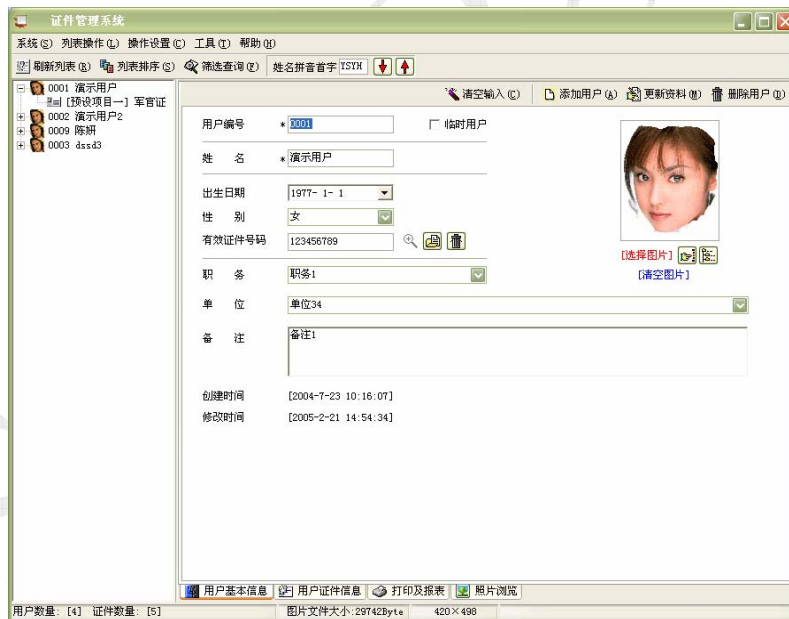 证件管理系统
系统(S) 列表操作(L) 操作设置(C) 工具(T) 帮助(H)
刷新列表(R) 列表排序(S) 筛选查询(F) 姓名拼音首字 YSYH
清空输入(C) 添加用户(A) 更新资料(M) 删除用户(D)
0001 演示用户
[预设项目一] 军官证
0002 演示用户2
0009 陈妍
0003 dssd3
用户编号 * 0001 临时用户
姓 名 * 演示用户
出生日期 1977- 1- 1
性 别 女
有效证件号码 123456789
[选择图片]
[清空图片]
职 务 职务1
单 位 单位34
备 注 备注1
创建时间 [2004-7-23 10:16:07]
修改时间 [2005-2-21 14:54:34]
用户基本信息 用户证件信息 打印及报表 照片浏览
用户数量: [4] 证件数量: [5] 图片文件大小:29742Byte 420×498